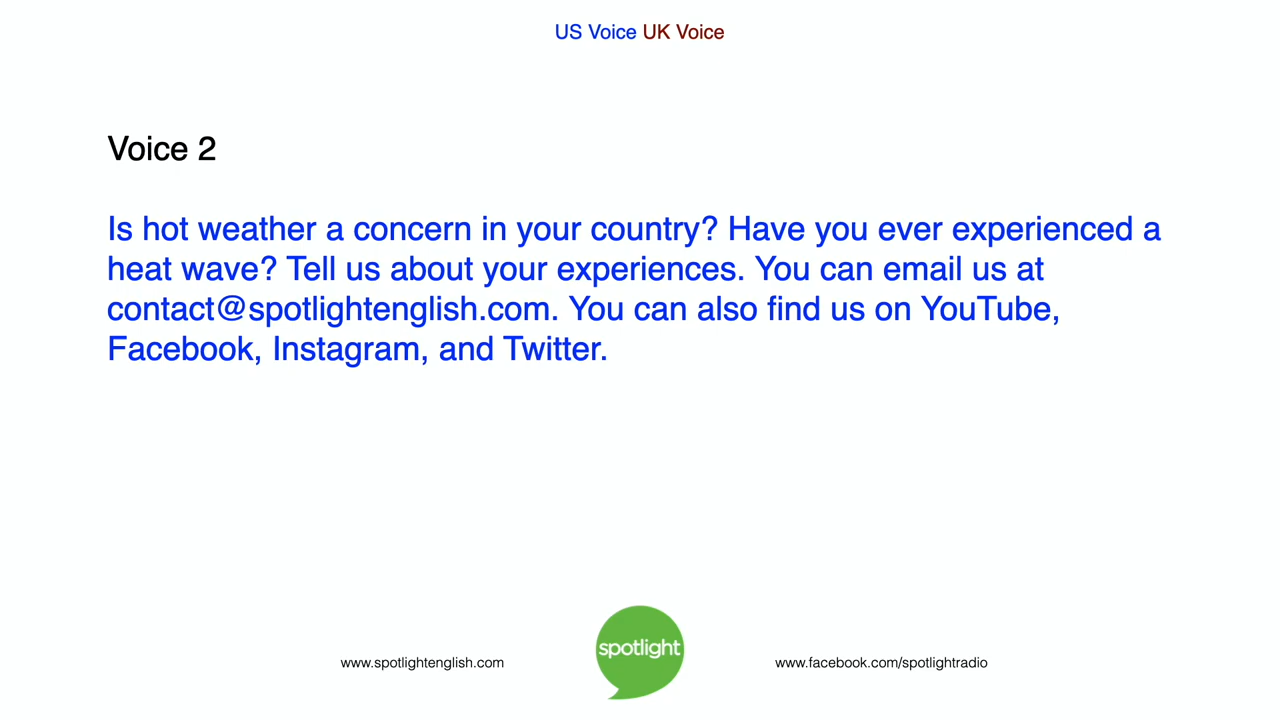 US Voice UK Voice
Voice 2
Is hot weather a concern in your country? Have you ever experienced a
heat wave? Tell us about your experiences. You can email us at
contact@spotlightenglish.com. You can also find us on YouTube,
Facebook, Instagram, and Twitter.
spotlight
www.spotlightenglish.com
www.facebook.com/spotlightradio